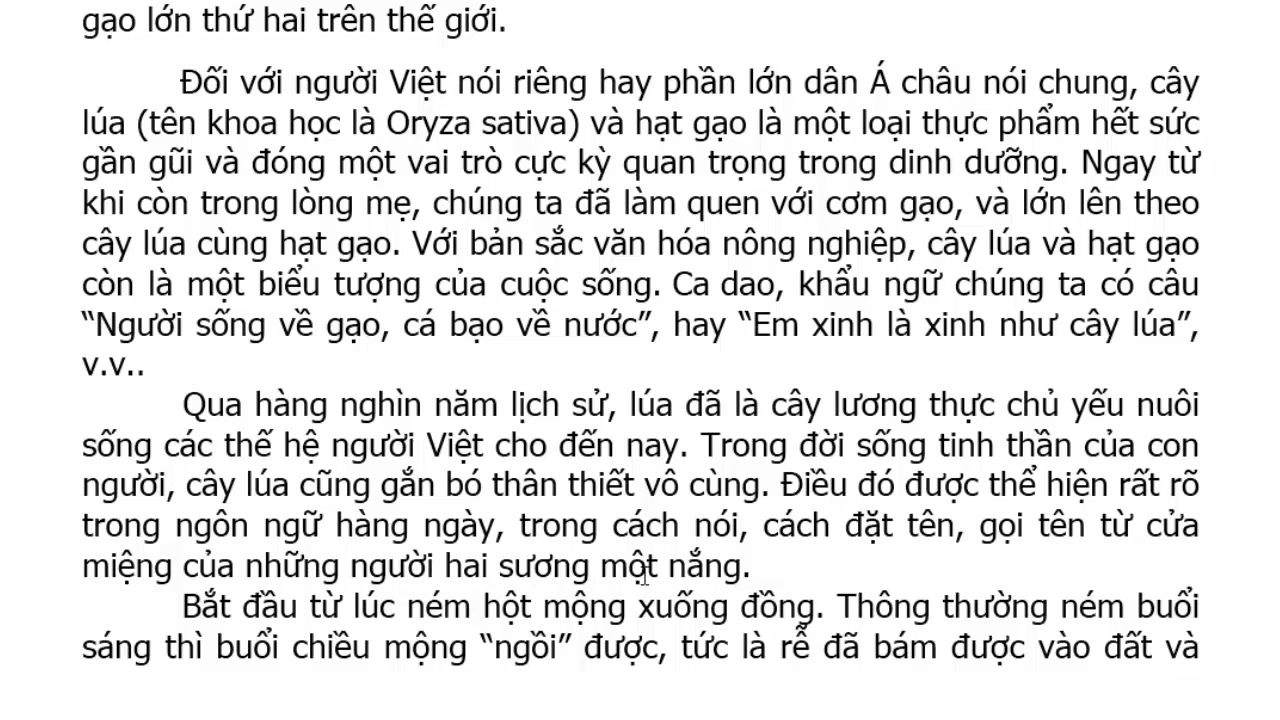 gạo lớn thứ hai trên thế giới.
Đối với người Việt nói riêng hay phần lớn dân Á châu nói chung, cây
lúa (tên khoa học là Oryza sativa) và hạt gạo là một loại thực phẩm hết sức
gần gũi và đóng một vai trò cực kỳ quan trọng trong dinh dưỡng. Ngay từ
khi còn trong lòng mẹ, chúng ta đã làm quen với cơm gạo, và lớn lên theo
cây lúa cùng hạt gạo. Với bản sắc văn hóa nông nghiệp, cây lúa và hạt gạo
còn là một biểu tượng của cuộc sống. Ca dao, khẩu ngữ chúng ta có câu
“Người sống về gạo, cá bạo về nước”, hay “Em xinh là xinh như cây lúa”,
v.v..
Qua hàng nghìn năm lịch sử, lúa đã là cây lương thực chủ yếu nuôi
sống các thế hệ người Việt cho đến nay. Trong đời sống tinh thần của con
người, cây lúa cũng gắn bó thân thiết vô cùng. Điều đó được thể hiện rất rõ
trong ngôn ngữ hàng ngày, trong cách nói, cách đặt tên, gọi tên từ cửa
miệng của những người hai sương một nắng.
Bắt đầu từ lúc ném hột mộng xuống đồng. Thông thường ném buổi
sáng thì buổi chiều mộng “ngồi” được, tức là rễ đã bám được vào đất và